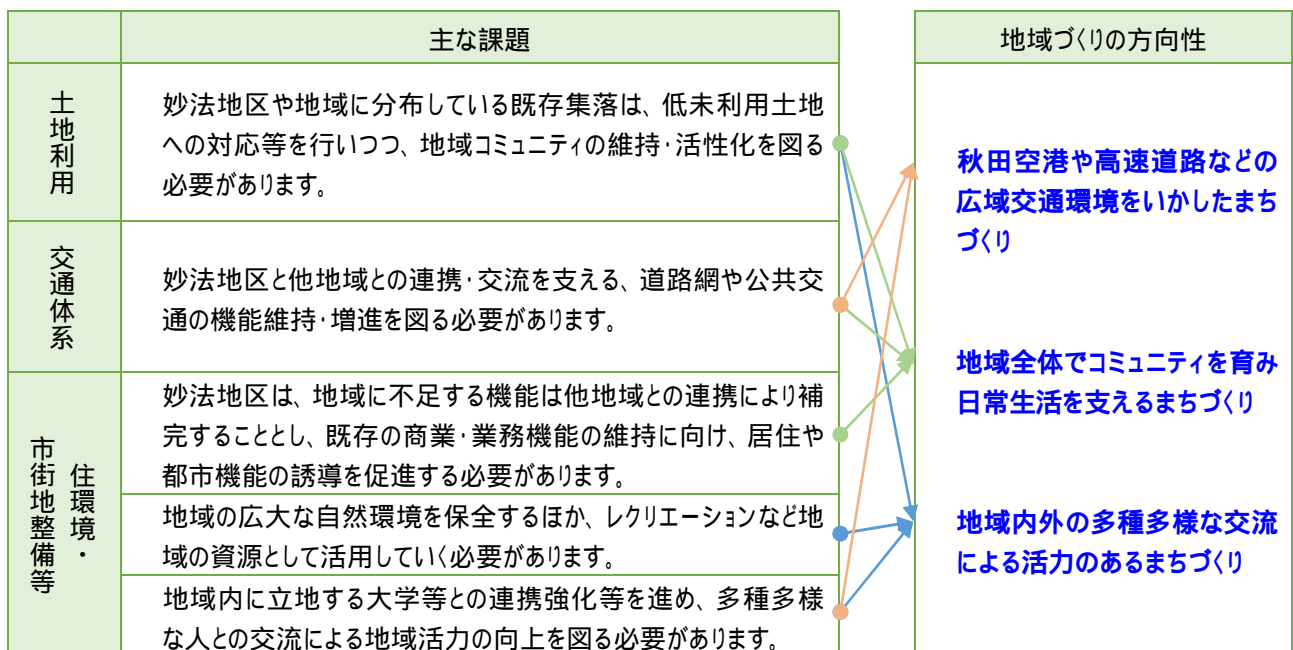 主な課題
土地利用
妙法地区や地域に分布している既存集落は、低未利用土地
への対応等を行いつつ、地域コミュニティの維持・活性化を図る
必要があります。
交通体系
妙法地区と他地域との連携・交流を支える、道路網や公共交
通の機能維持・増進を図る必要があります。
住環境・
市街地整備等
妙法地区は、地域に不足する機能は他地域との連携により補
完することとし、既存の商業・業務機能の維持に向け、居住や
都市機能の誘導を促進する必要があります。
地域の広大な自然環境を保全するほか、レクリエーションなど地
域の資源として活用していく必要があります。
地域内に立地する大学等との連携強化等を進め、多種多様
な人との交流による地域活力の向上を図る必要があります。
地域づくりの方向性
秋田空港や高速道路などの
広域交通環境をいかしたまち
づくり
地域全体でコミュニティを育み
日常生活を支えるまちづくり
地域内外の多種多様な交流
による活力のあるまちづくり